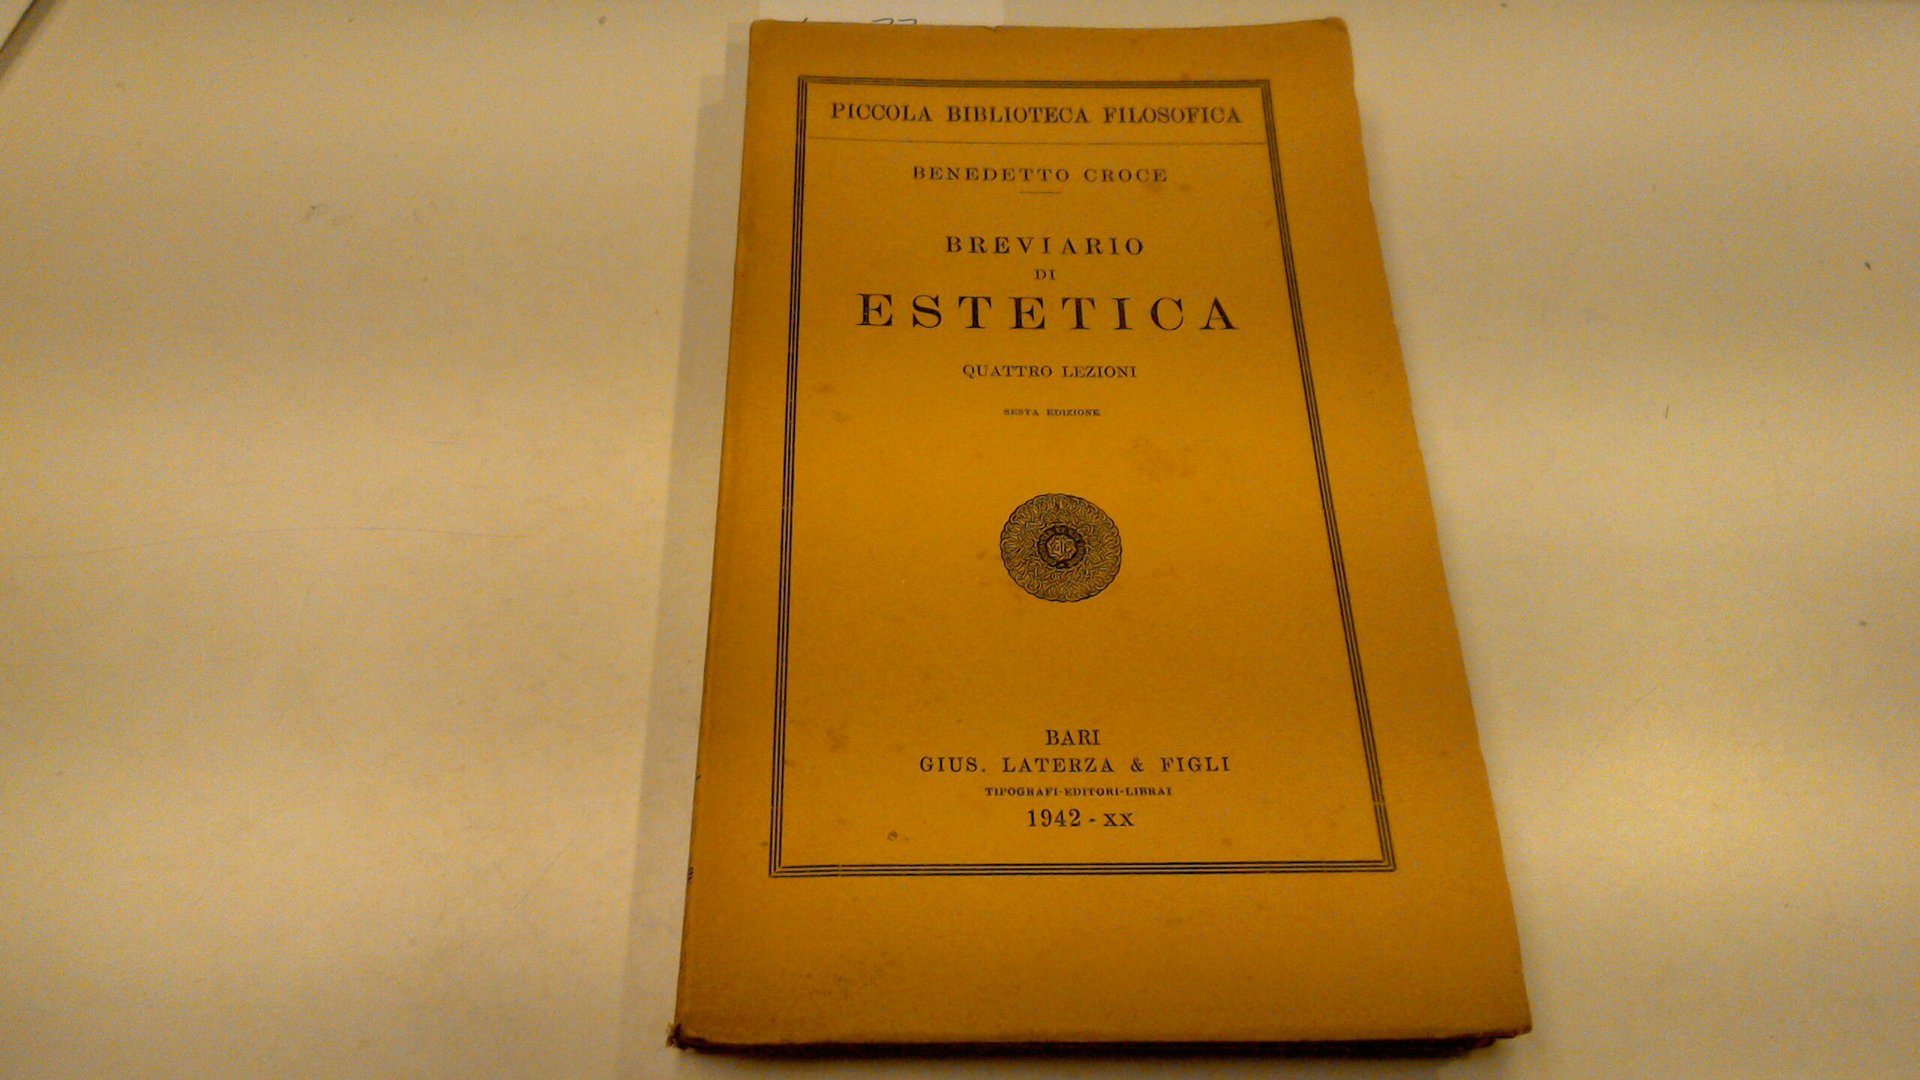 PICCOLA BIBLIOTECA FILOSOFICA
BENEDETTO CROCE
BREVIARIO
DI
ESTETICA
QUATTRO LEZIONI
SESTA EDIZIONE
BARI
GIUS. LATERZA & FIGLI
TIPOGRAFI-EDITORI-LIBRAI
1942 - XX